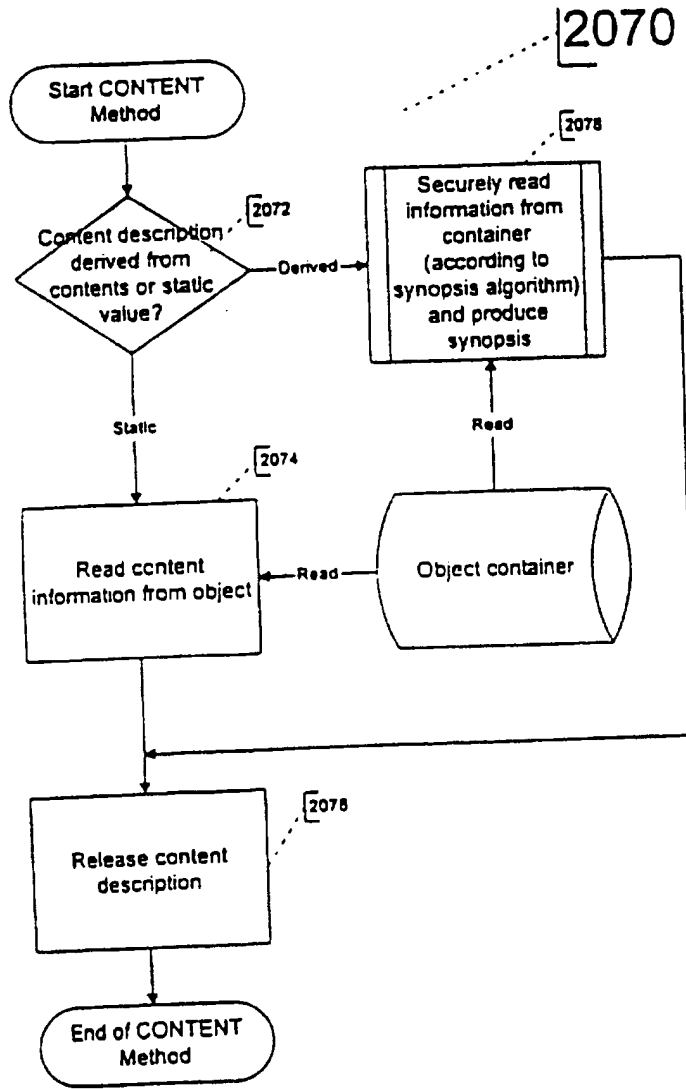 2070
Start CONTENT
Method
2078
2072
Content description
derived from
contents or static
value?
Derived
Securely read
information from
container
(according to
synopsis algorithm)
and produce
synopsis
Static
Read
2074
Read content
information from object
Read
Object container
2076
Release content
description
End of CONTENT
Method